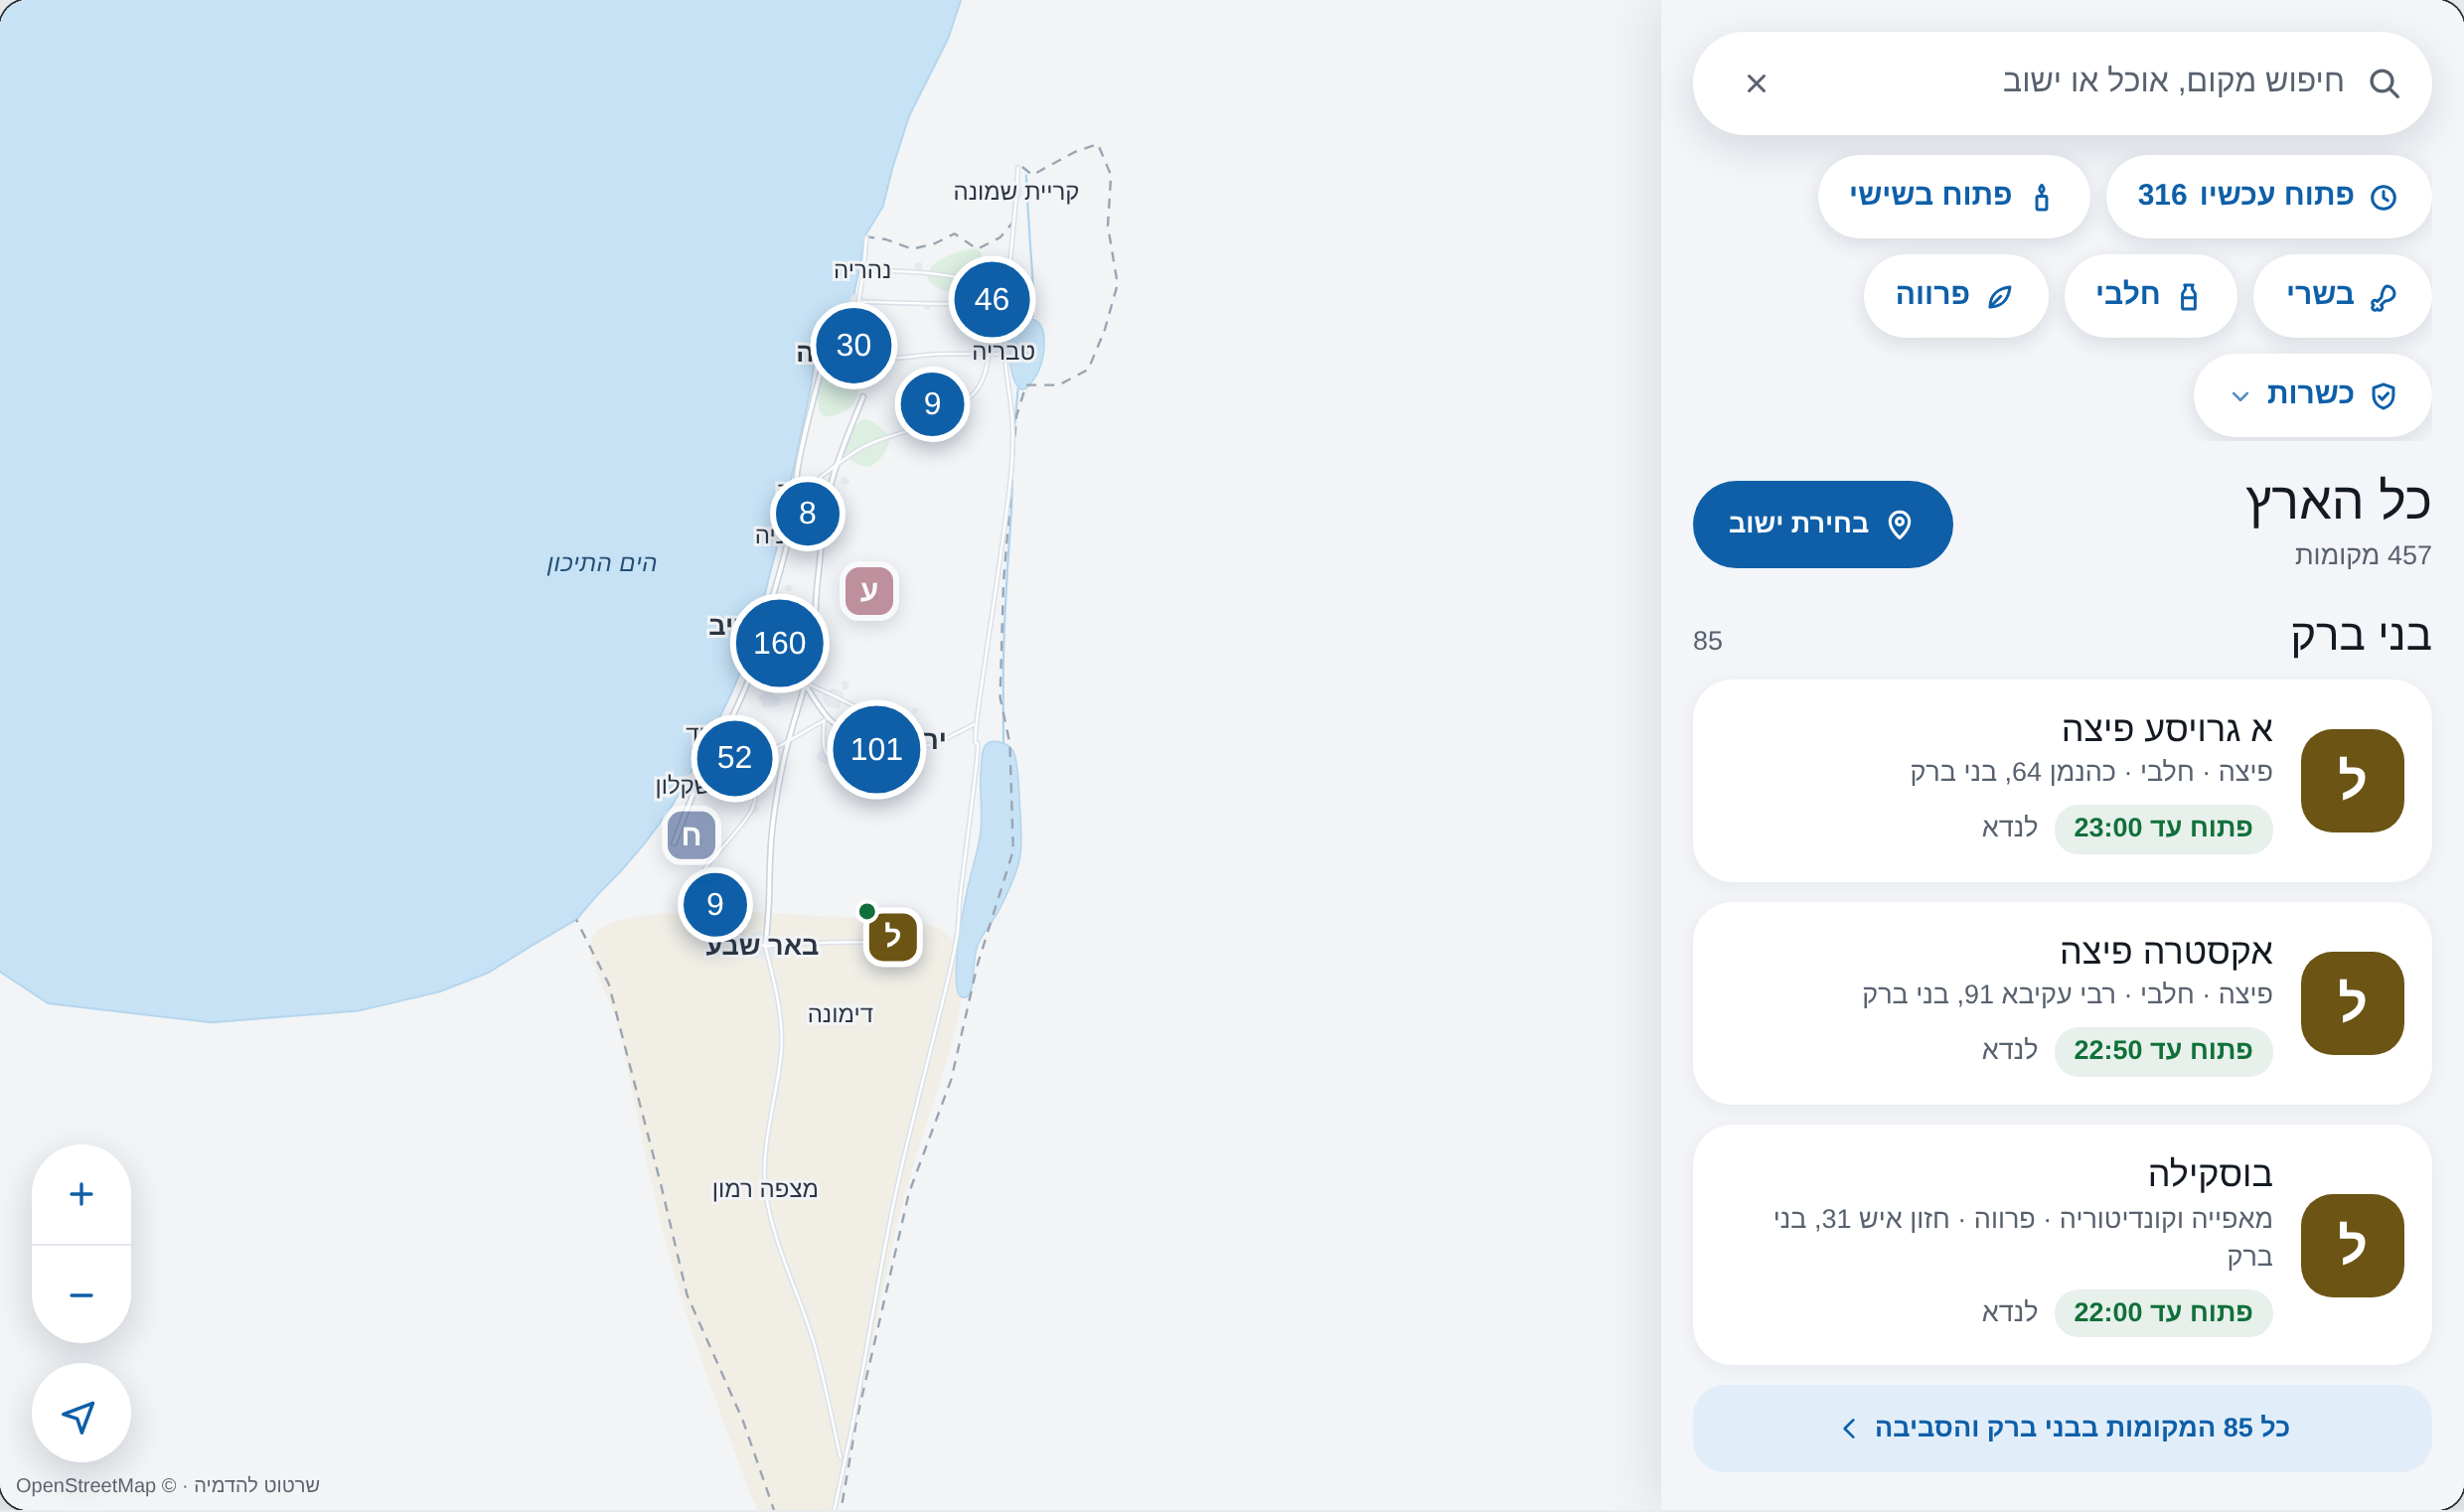 חיפוש מקום, אוכל או ישוב
פתוח עכשיו 316
פתוח בשישי
בשרי
חלבי
פרווה
כשרות
כל הארץ
457 מקומות
בחירת ישוב
בני ברק
85
ל
א גרויסע פיצה
פיצה · חלבי · כהנמן 64, בני ברק
פתוח עד 23:00 לנדא
ל
אקסטרה פיצה
פיצה · חלבי · רבי עקיבא 91, בני ברק
פתוח עד 22:50 לנדא
ל
בוסקילה
מאפייה וקונדיטוריה · פרווה · חזון איש 31, בני
ברק
פתוח עד 22:00 לנדא
כל 85 המקומות בבני ברק והסביבה
קריית שמונה
נהריה
46
30
טבריה
9
8
הים התיכון
ע
160
101
52
ח
9
ל
באר שבע
דימונה
מצפה רמון
שרטוט להדמיה · © OpenStreetMap